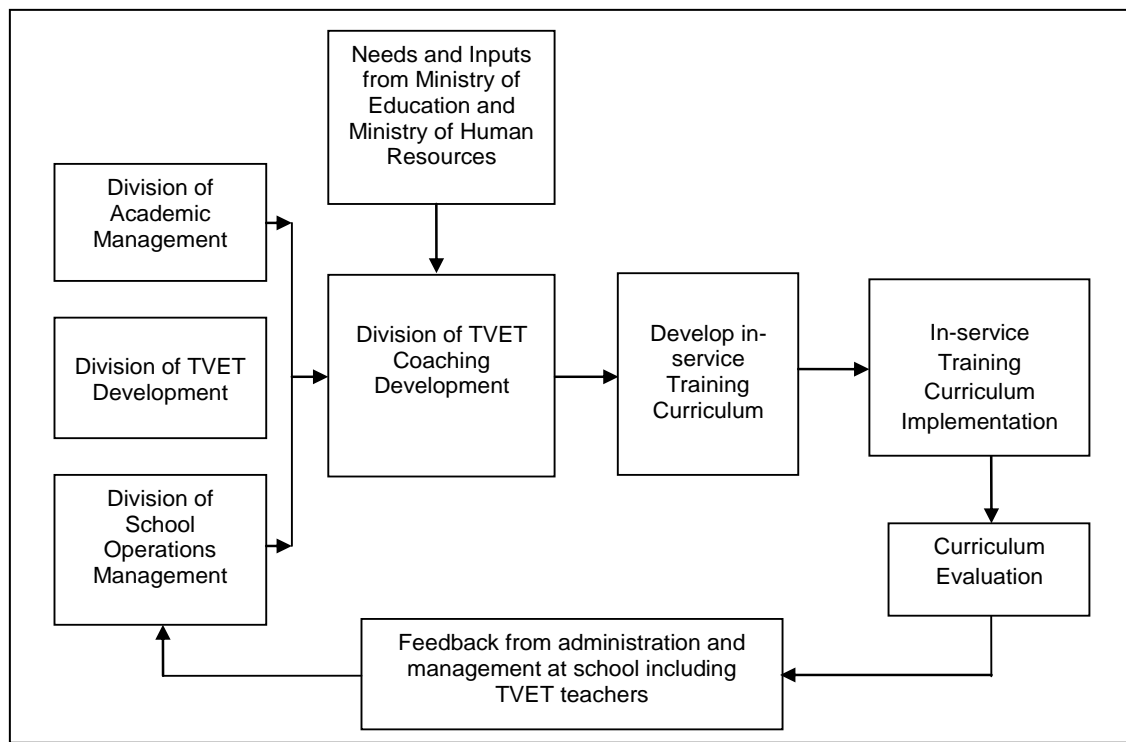 Needs and Inputs
from Ministry of
Education and
Ministry of Human
Resources
Division of
Academic
Management
Division of TVET
Development
Division of
School
Operations
Management
Division of TVET
Coaching
Development
Develop in-
service
Training
Curriculum
In-service
Training
Curriculum
Implementation
Curriculum
Evaluation
Feedback from administration and
management at school including
TVET teachers